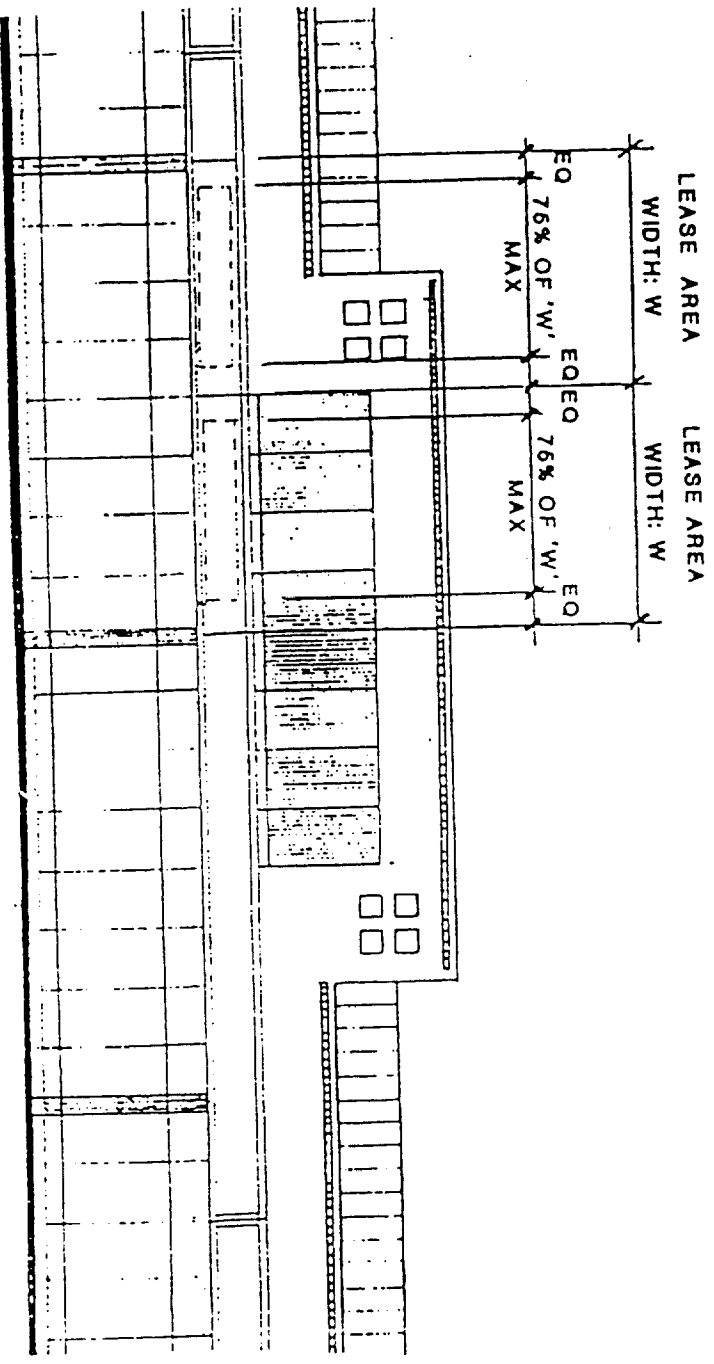 LEASE AREA
WIDTH: W
LEASE AREA
WIDTH: W
EQ
76% OF 'W'
MAX
EQ
EQ
76% OF 'W'
MAX
EQ